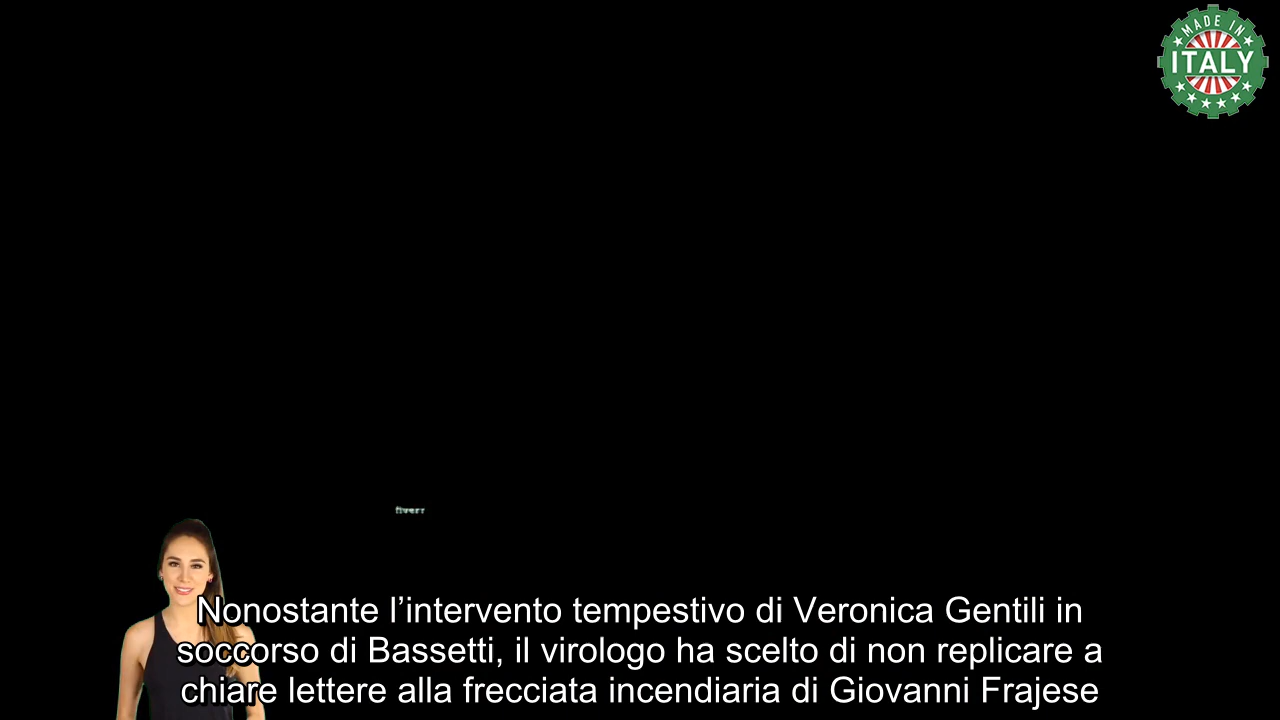 MADE IN
ITALY
fiverr
Nonostante l’intervento tempestivo di Veronica Gentili in
soccorso di Bassetti, il virologo ha scelto di non replicare a
chiare lettere alla frecciata incendiaria di Giovanni Frajese